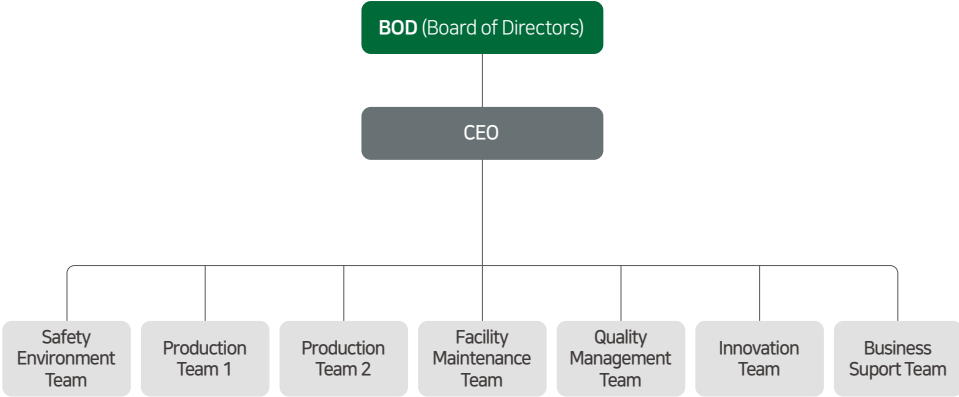 BOD (Board of Directors)
CEO
Safety
Environment
Team
Production
Team 1
Production
Team 2
Facility
Maintenance
Team
Quality
Management
Team
Innovation
Team
Business
Suport Team